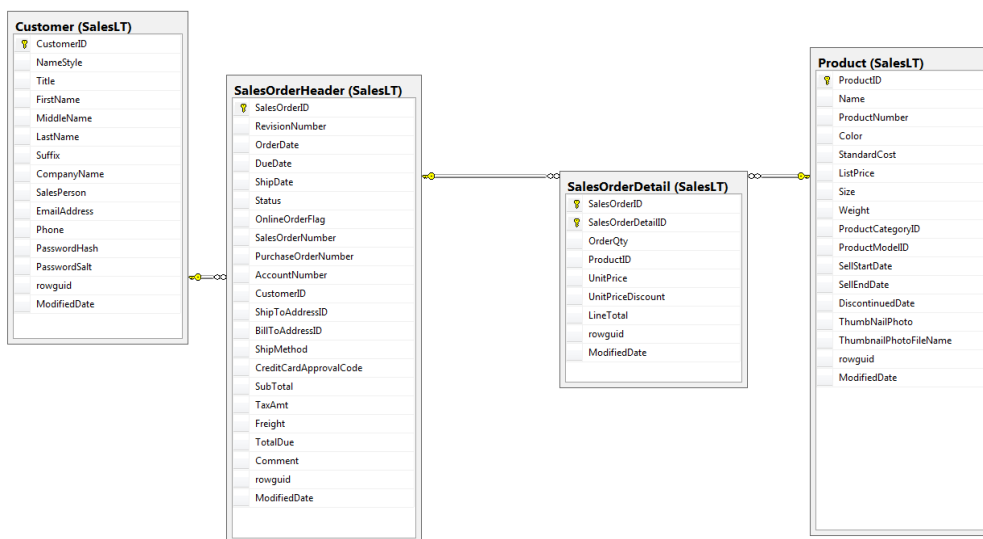 Customer (SalesLT)
CustomerID
NameStyle
Title
FirstName
MiddleName
LastName
Suffix
CompanyName
SalesPerson
EmailAddress
Phone
PasswordHash
PasswordSalt
rowguid
ModifiedDate
SalesOrderHeader (SalesLT)
SalesOrderID
RevisionNumber
OrderDate
DueDate
ShipDate
Status
OnlineOrderFlag
SalesOrderNumber
PurchaseOrderNumber
AccountNumber
CustomerID
ShipToAddressID
BillToAddressID
ShipMethod
CreditCardApprovalCode
SubTotal
TaxAmt
Freight
TotalDue
Comment
rowguid
ModifiedDate
SalesOrderDetail (SalesLT)
SalesOrderID
SalesOrderDetailID
OrderQty
ProductID
UnitPrice
UnitPriceDiscount
LineTotal
rowguid
ModifiedDate
Product (SalesLT)
ProductID
Name
ProductNumber
Color
StandardCost
ListPrice
Size
Weight
ProductCategoryID
ProductModelID
SellStartDate
SellEndDate
DiscontinuedDate
ThumbNailPhoto
ThumbnailPhotoFileName
rowguid
ModifiedDate